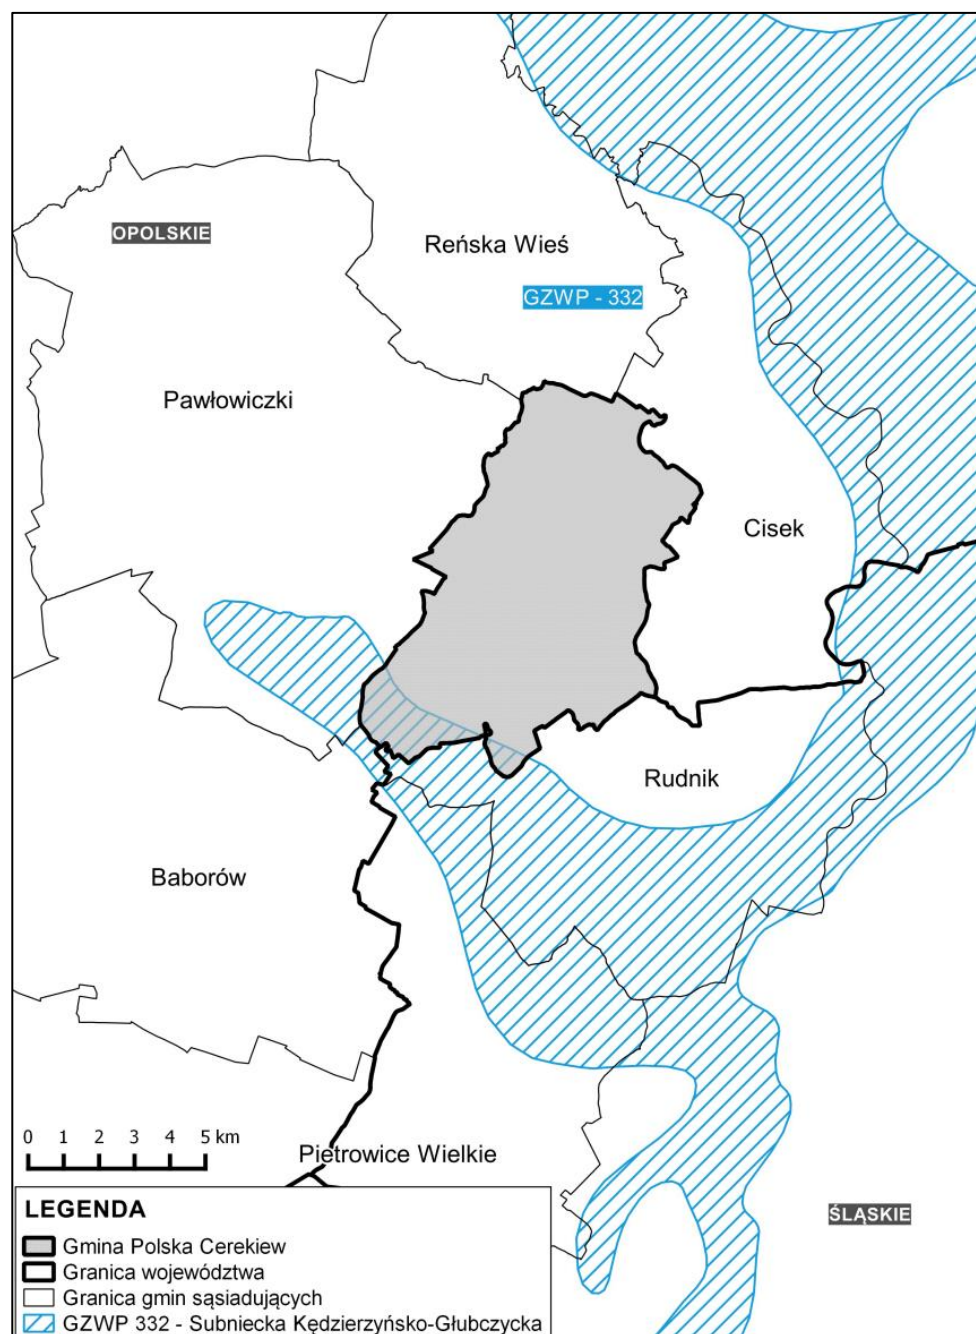 OPOLSKIE
Reńska Wieś
GZWP - 332
Pawłowiczki
Cisek
Rudnik
Baborów
0 1 2 3 4 5 km
Pietrowice Wielkie
ŚLĄSKIE
LEGENDA
Gmina Polska Cerekiew
Granica województwa
Granica gmin sąsiadujących
GZWP 332 - Subniecka Kędzierzyńsko-Głubczycka